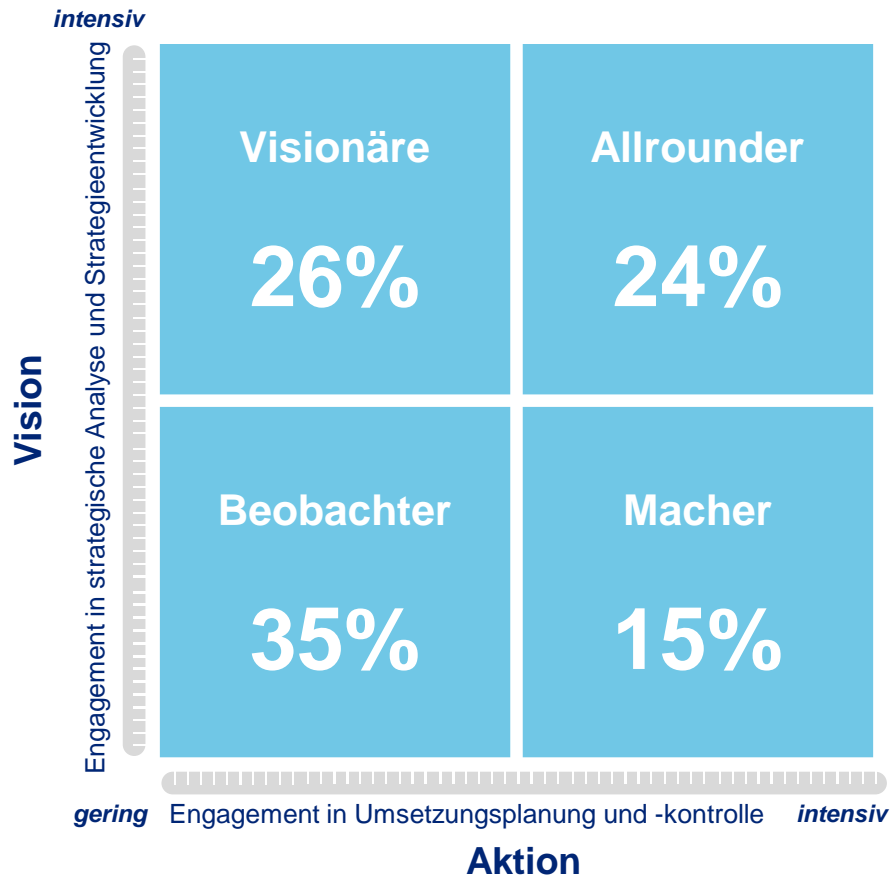 intensiv
Vision
Engagement in strategische Analyse und Strategieentwicklung
Visionäre
26%
Allrounder
24%
Beobachter
35%
Macher
15%
gering
Engagement in Umsetzungsplanung und -kontrolle
intensiv
Aktion